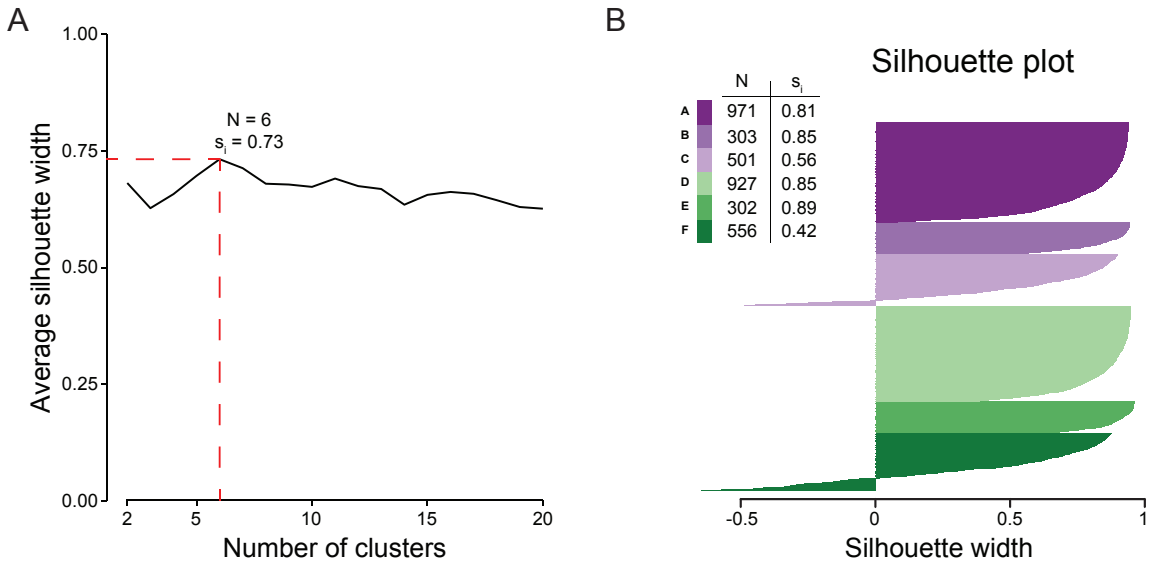 A
1.00
0.75
0.50
0.25
0.00
Average silhouette width
N = 6
si = 0.73
2 5 10 15 20
Number of clusters
B
Silhouette plot
N si
A 971 0.81
B 303 0.85
C 501 0.56
D 927 0.85
E 302 0.89
F 556 0.42
-0.5 0 0.5 1
Silhouette width